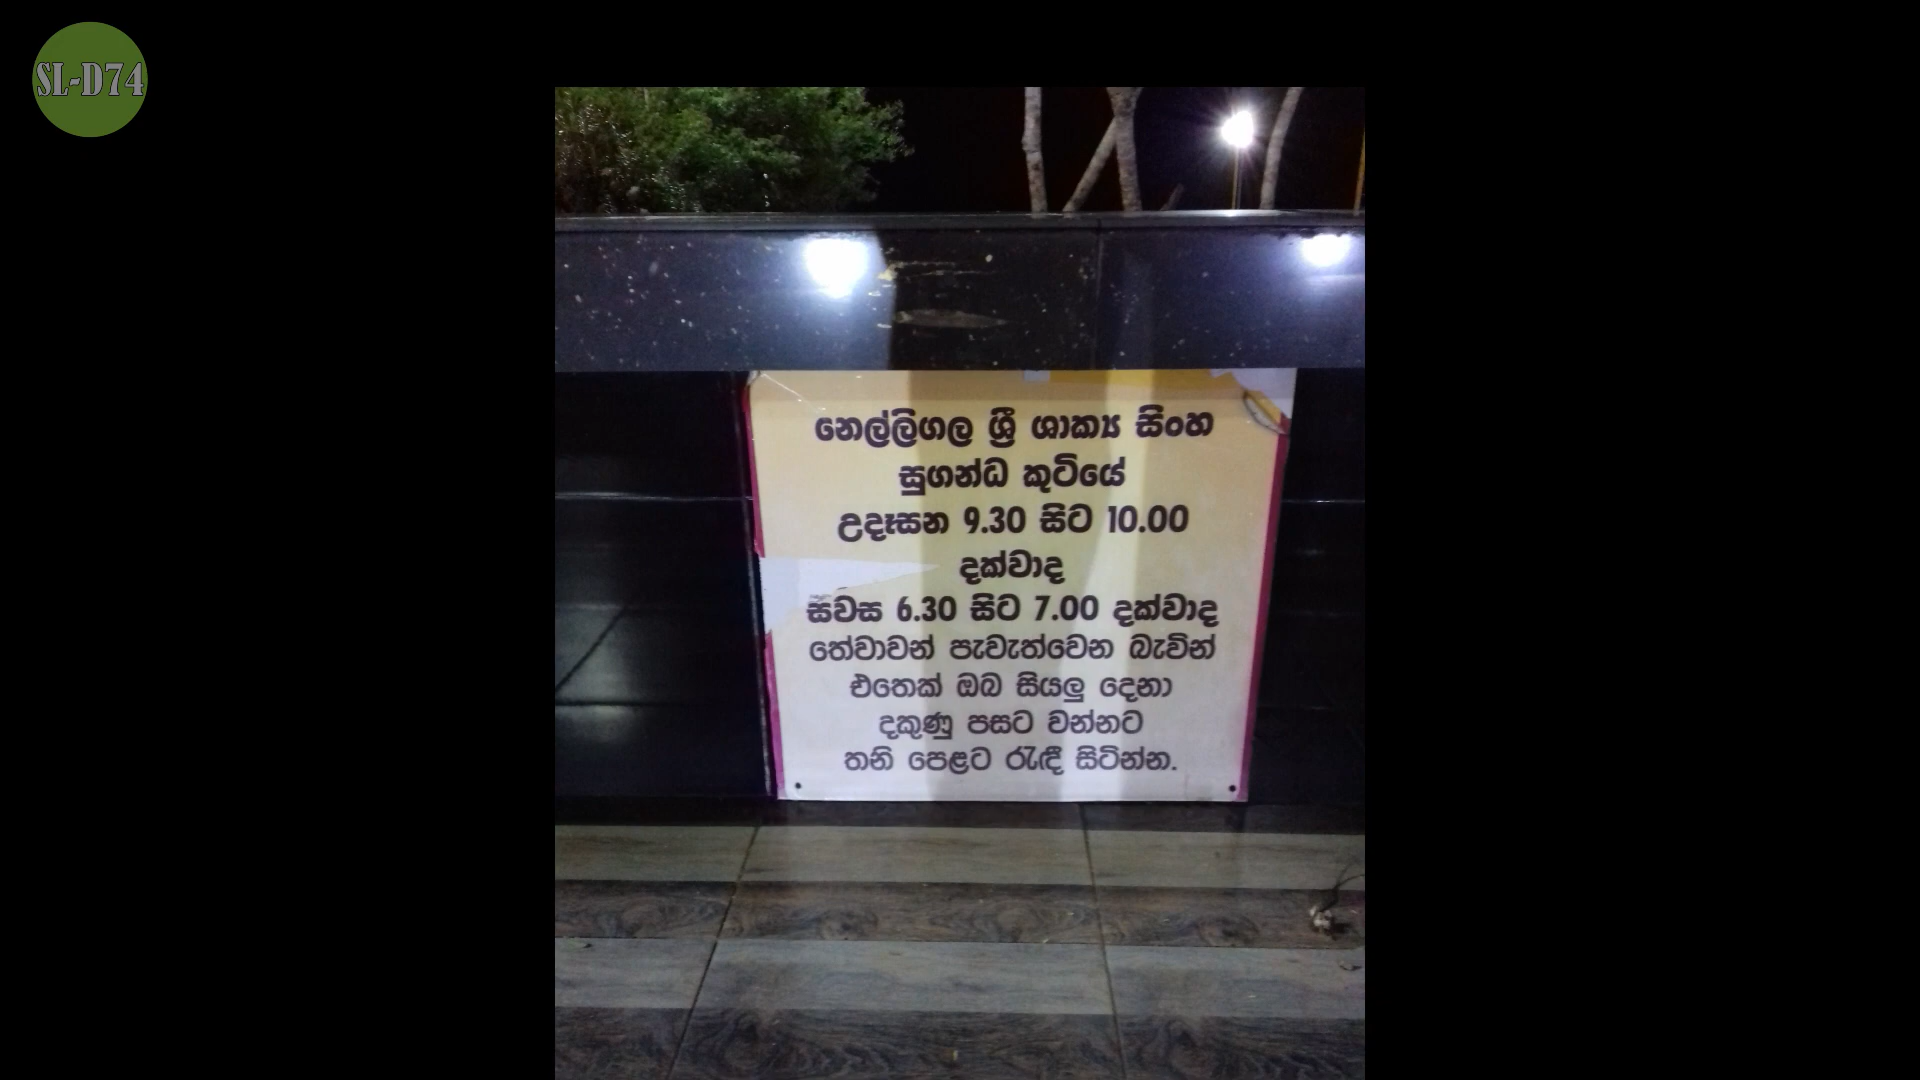 SL-D74
නෙල්ලිගල ශ්‍රී ශාක්‍ය සිංහ
සුගන්ධ කුටියේ
උදෑසන 9.30 සිට 10.00
දක්වාද
සවස 6.30 සිට 7.00 දක්වාද
තේවාවන් පැවැත්වෙන බැවින්
එතෙක් ඔබ සියලු දෙනා
දකුණු පසට වන්නට
තනි පෙළට රැඳී සිටින්න.